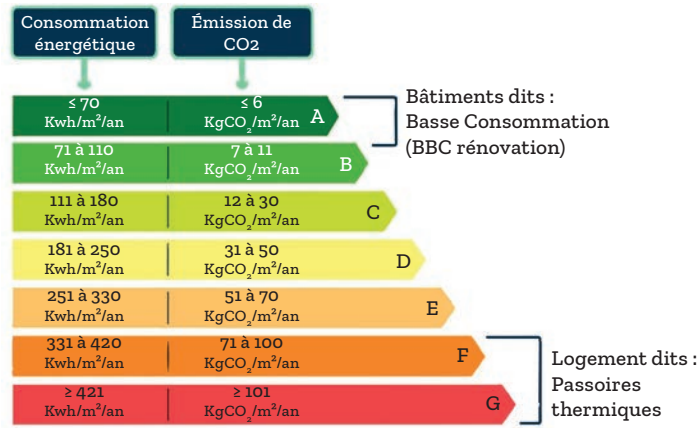 Consommation
énergétique
Émission de
CO2
≤ 70
Kwh/m²/an
≤ 6
KgCO₂/m²/an
A
71 à 110
Kwh/m²/an
7 à 11
KgCO₂/m²/an
B
111 à 180
Kwh/m²/an
12 à 30
KgCO₂/m²/an
C
181 à 250
Kwh/m²/an
31 à 50
KgCO₂/m²/an
D
251 à 330
Kwh/m²/an
51 à 70
KgCO₂/m²/an
E
331 à 420
Kwh/m²/an
71 à 100
KgCO₂/m²/an
F
≥ 421
Kwh/m²/an
≥ 101
KgCO₂/m²/an
G
Bâtiments dits :
Basse Consommation
(BBC rénovation)
Logement dits :
Passoires
thermiques